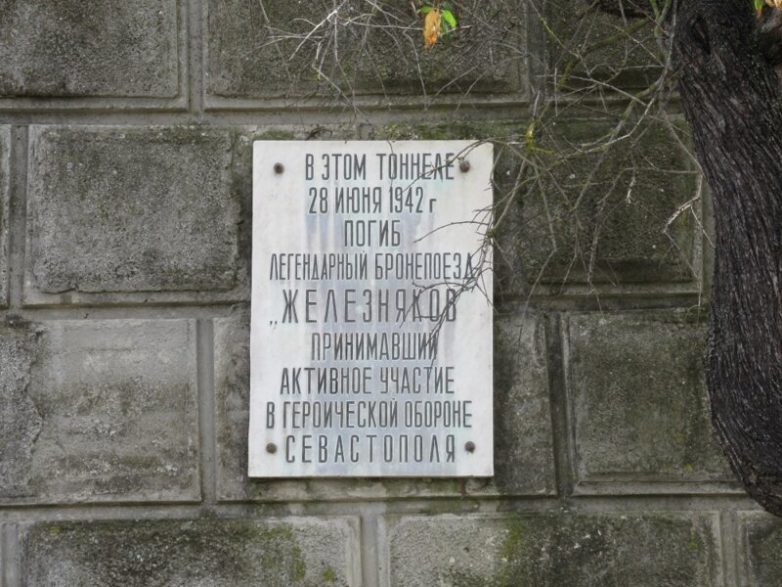 В ЭТОМ ТОННЕЛЕ
28 ИЮНЯ 1942 г
ПОГИБ
ЛЕГЕНДАРНЫЙ БРОНЕПОЕЗД
„ЖЕЛЕЗНЯКОВ"
ПРИНИМАВШИЙ
АКТИВНОЕ УЧАСТИЕ
В ГЕРОИЧЕСКОЙ ОБОРОНЕ
СЕВАСТОПОЛЯ